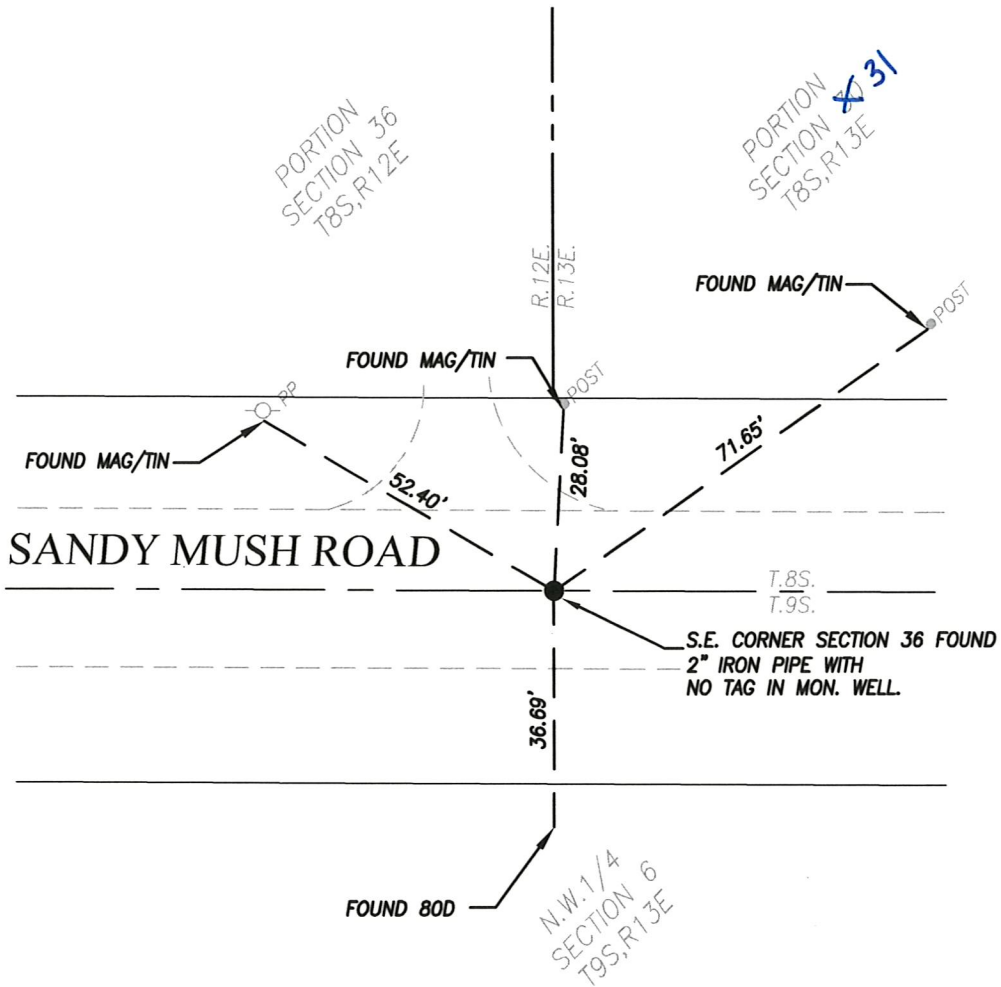 PORTION
SECTION 36
T8S,R12E
PORTION
SECTION 30 31
T8S,R13E
R.12E.
R.13E.
FOUND MAG/TIN
POST
FOUND MAG/TIN
POST
PP
FOUND MAG/TIN
52.40'
28.08'
71.65'
SANDY MUSH ROAD
T.8S.
T.9S.
S.E. CORNER SECTION 36 FOUND
2" IRON PIPE WITH
NO TAG IN MON. WELL.
36.69'
FOUND 80D
N.W.1/4
SECTION 6
T9S,R13E